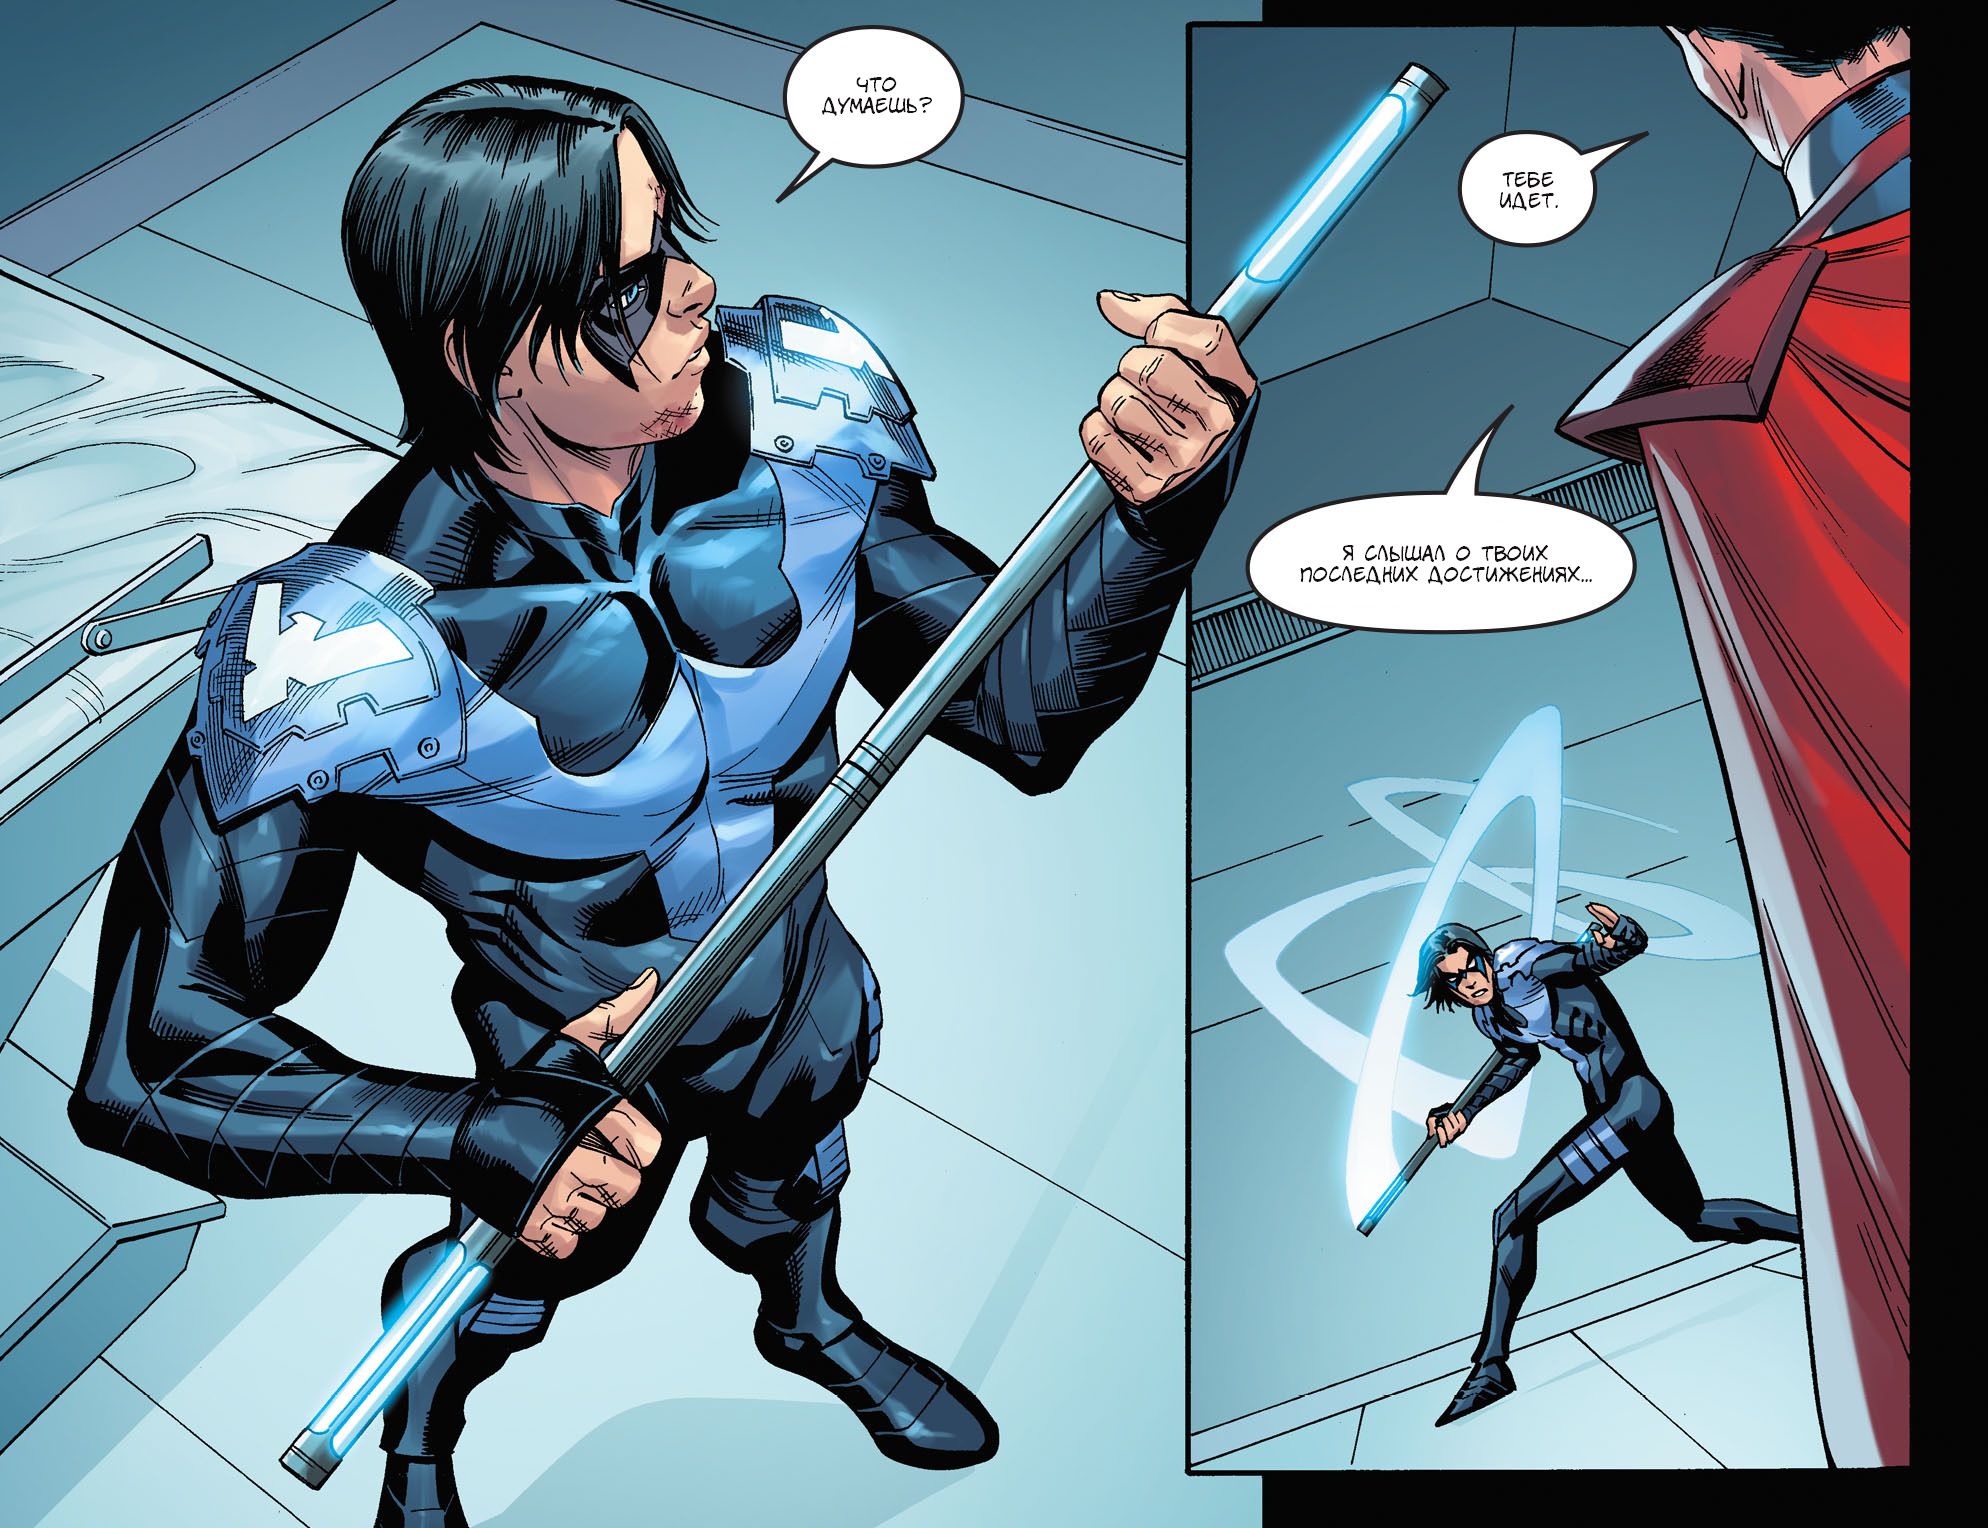 ЧТО
ДУМАЕШЬ?
ТЕБЕ
ИДЕТ.
Я СЛЫШАЛ О ТВОИХ
ПОСЛЕДНИХ ДОСТИЖЕНИЯХ...